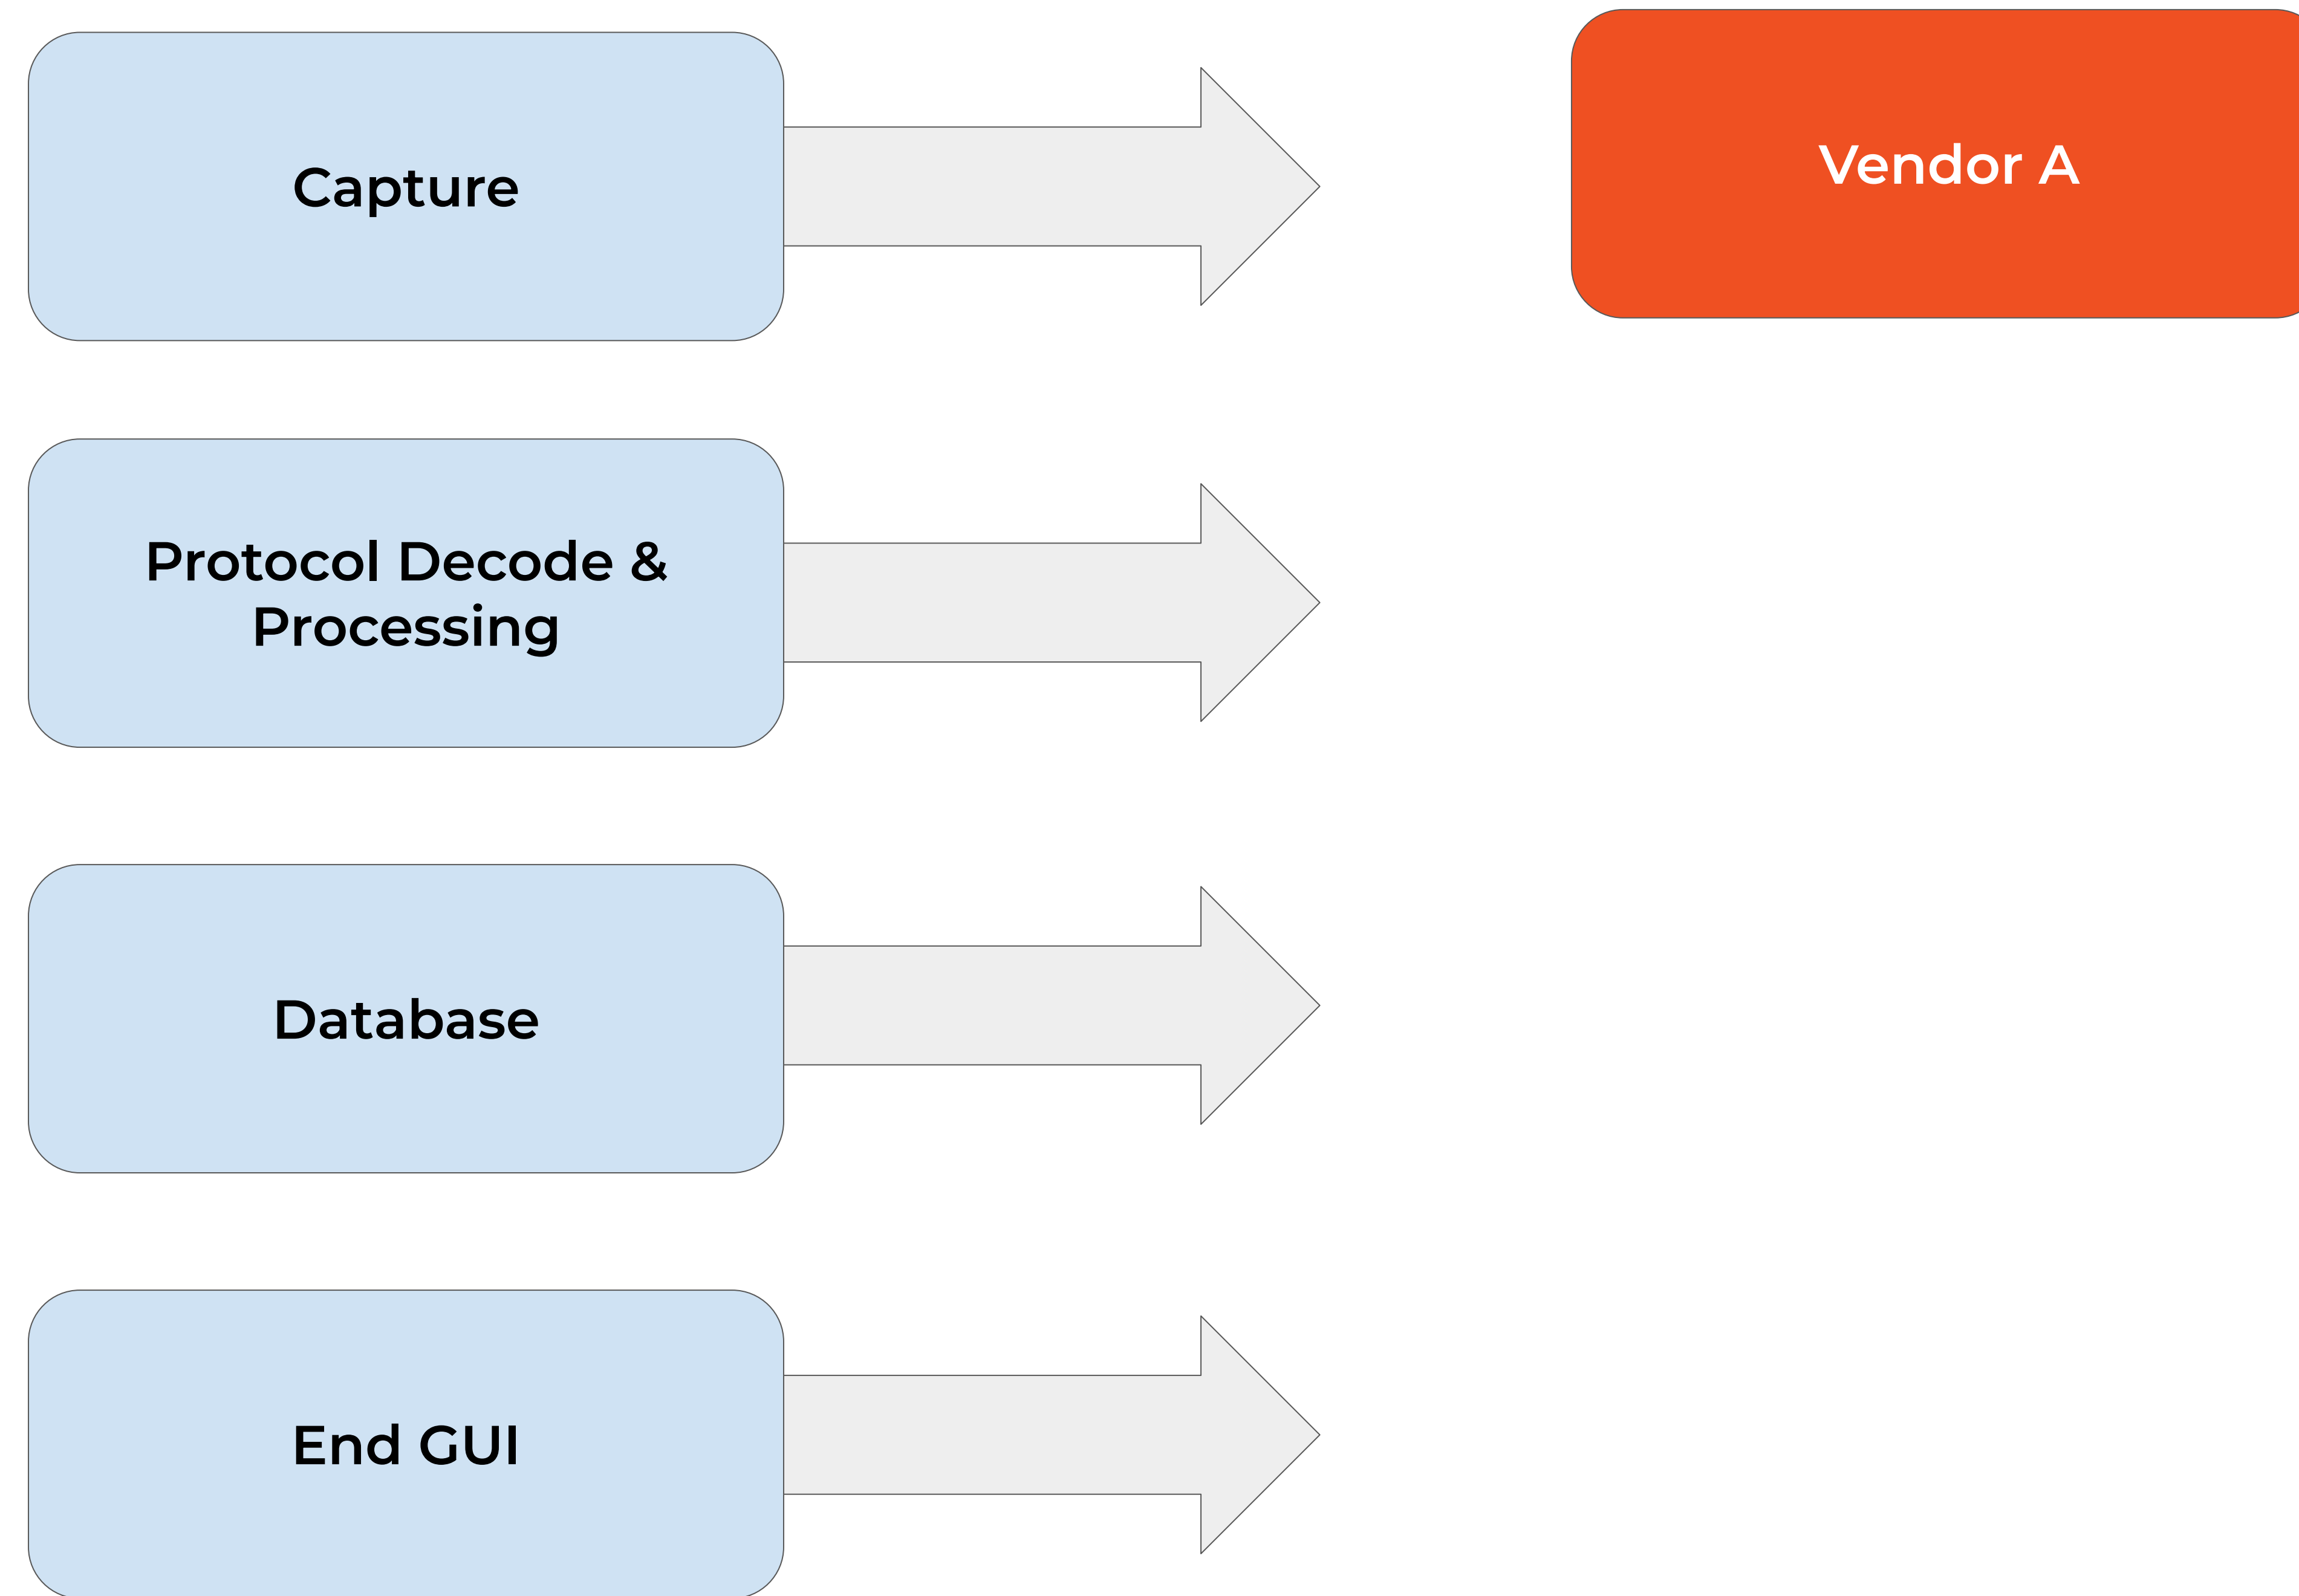 Capture
Vendor A
Protocol Decode &
Processing
Database
End GUI